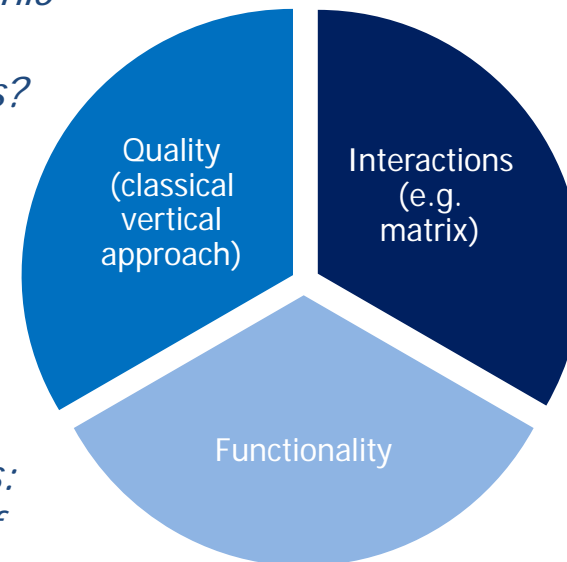 s?
Quality
(classical
vertical
approach)
Interactions
(e.g.
matrix)
Functionality
s: